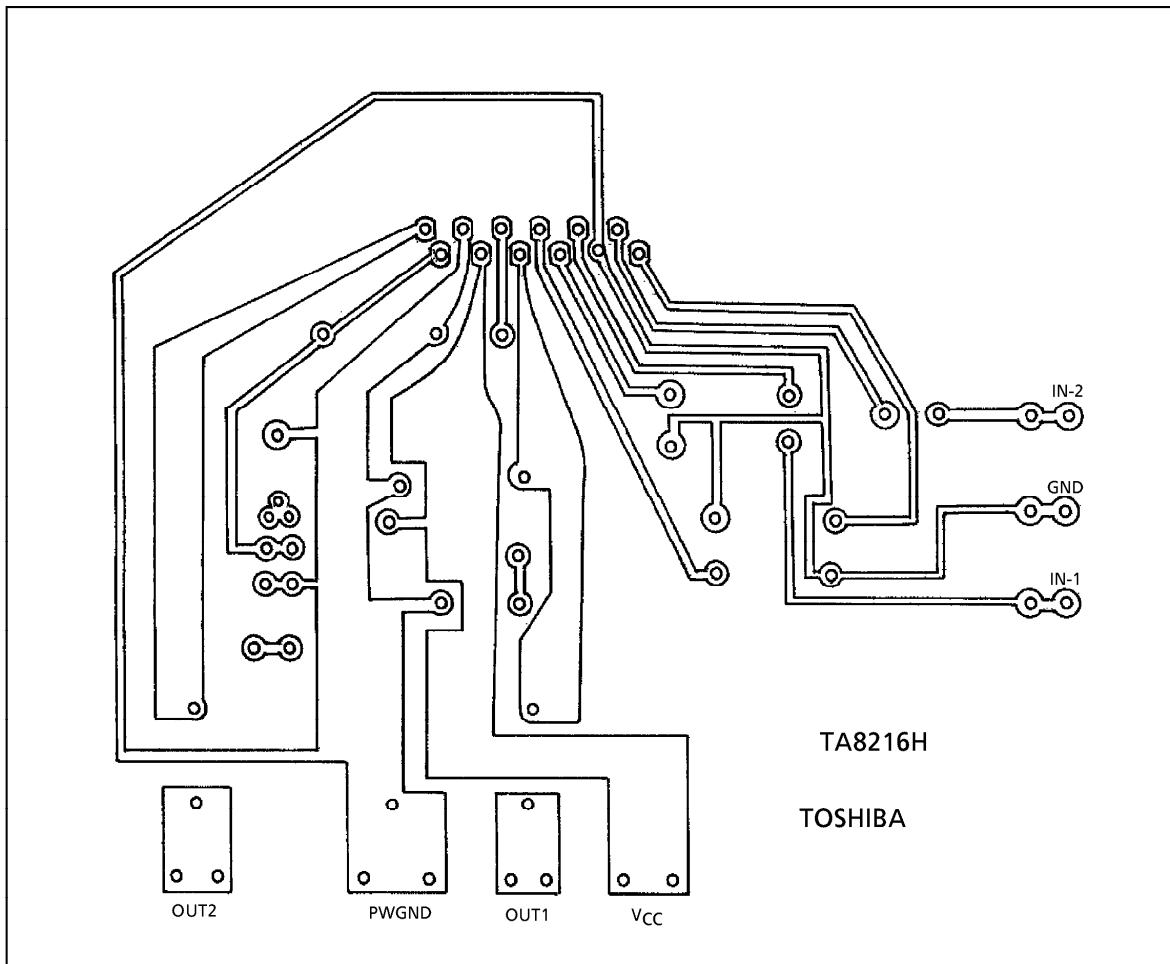 IN-2
GND
IN-1
TA8216H
TOSHIBA
OUT2
PWGND
OUT1
VCC